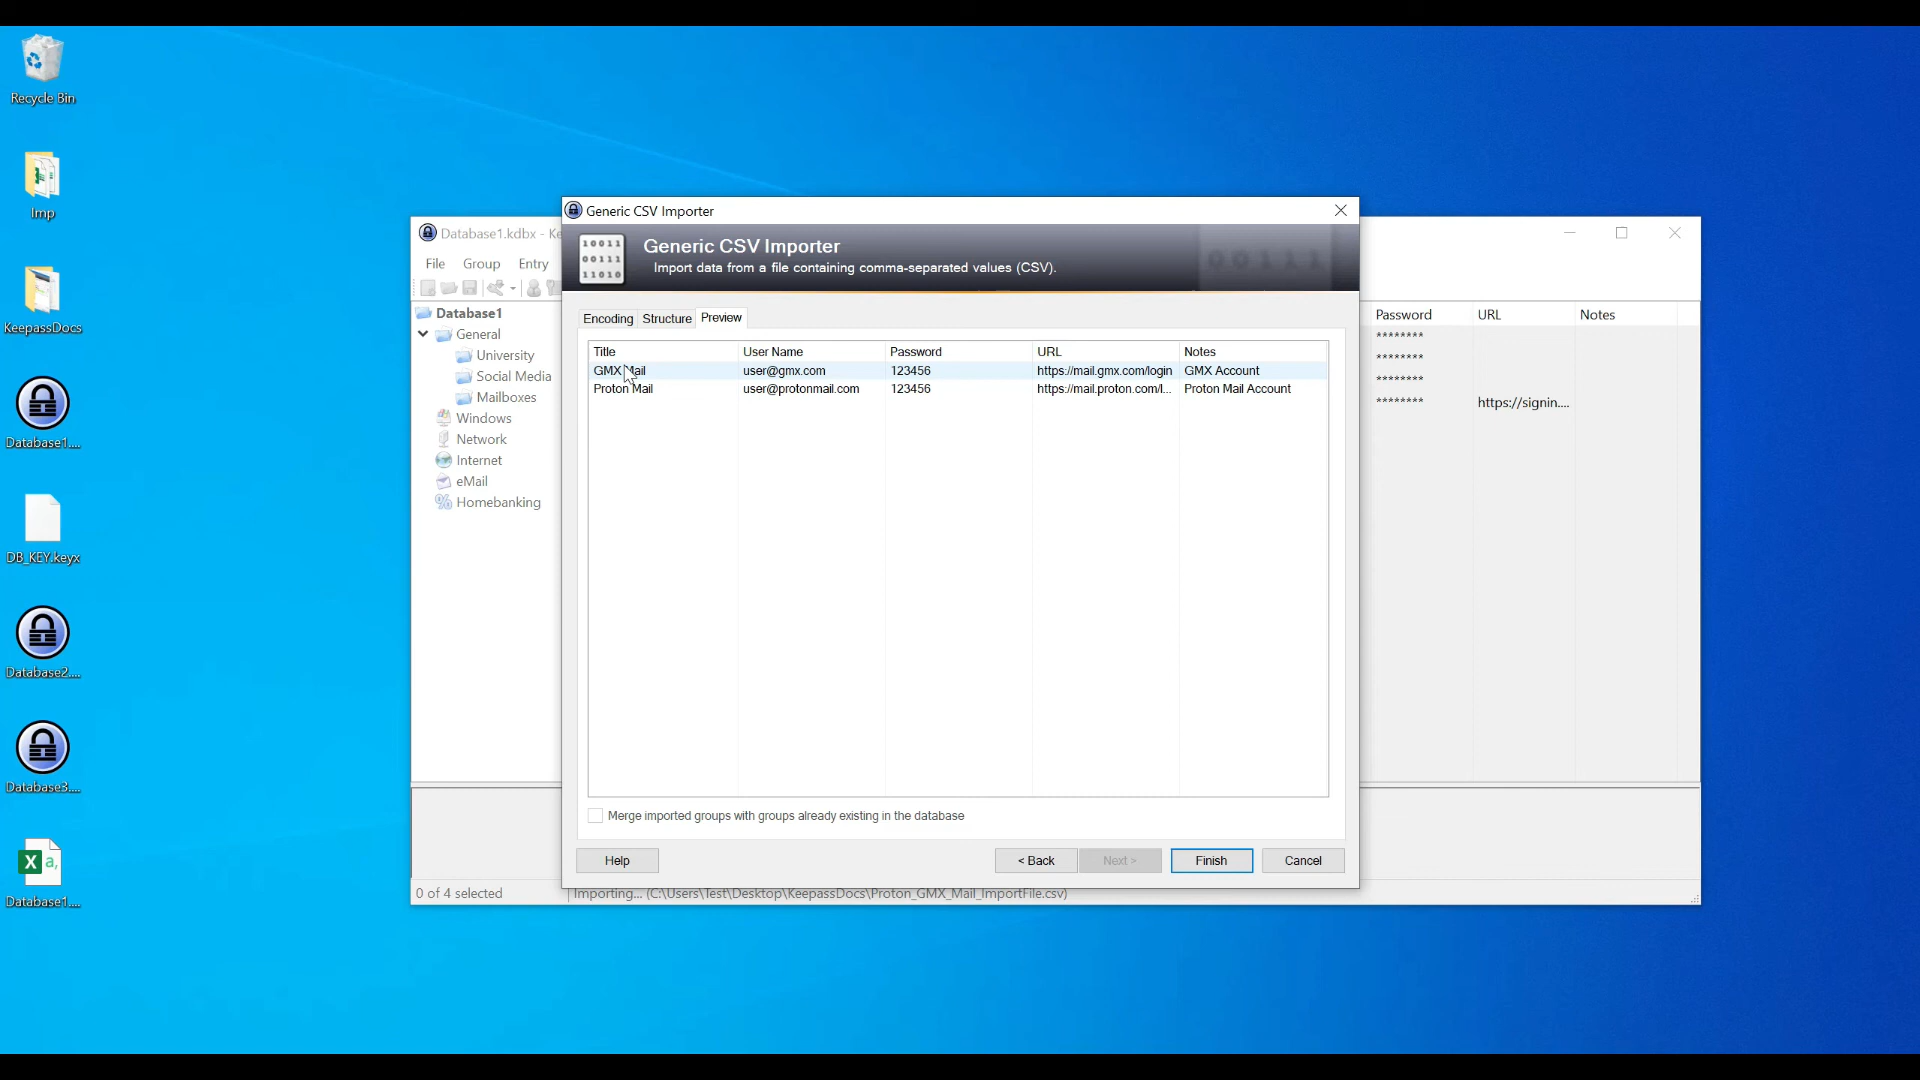 Recycle Bin
Imp
KeepassDocs
Database1....
DB_KEY.keyx
Database2....
Database3....
Database1....
Database1.kdbx - Ke
File Group Entry
Database1
General
University
Social Media
Mailboxes
Windows
Network
Internet
eMail
Homebanking
0 of 4 selected
Importing... (C:\Users\Test\Desktop\KeepassDocs\Proton_GMX_Mail_ImportFile.csv)
Generic CSV Importer
10011
00111
11010
Generic CSV Importer
Import data from a file containing comma-separated values (CSV).
00111
Encoding Structure Preview
Title User Name Password URL Notes
GMX Mail user@gmx.com 123456 https://mail.gmx.com/login GMX Account
Proton Mail user@protonmail.com 123456 https://mail.proton.com/l... Proton Mail Account
Merge imported groups with groups already existing in the database
Help < Back Next > Finish Cancel
Password URL Notes
********
********
********
******** https://signin....